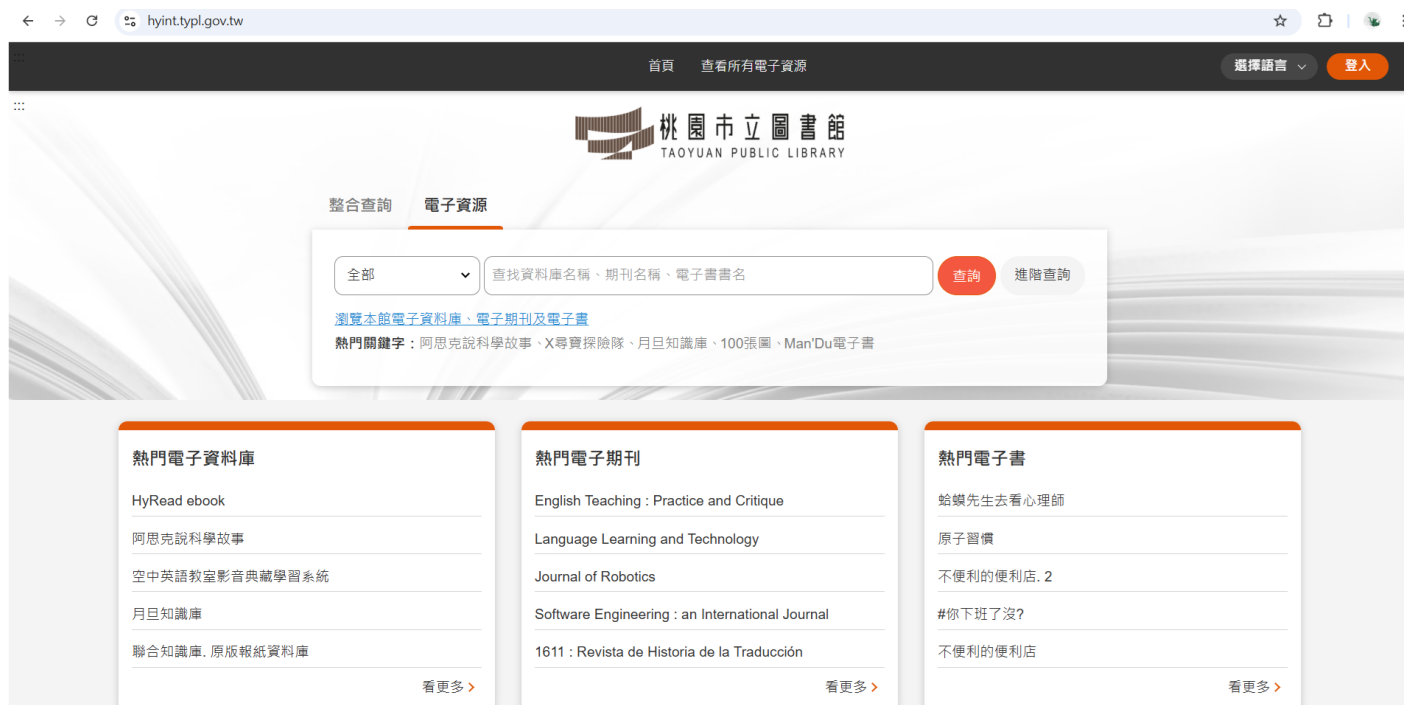 hyint.typl.gov.tw
:::
首頁 查看所有電子資源 選擇語言 登入
:::
桃園市立圖書館
TAOYUAN PUBLIC LIBRARY
整合查詢 電子資源
全部 查找資料庫名稱、期刊名稱、電子書書名 查詢 進階查詢
瀏覽本館電子資料庫、電子期刊及電子書
熱門關鍵字：阿思克說科學故事、X尋寶探險隊、月旦知識庫、100張圖、Man'Du電子書
熱門電子資料庫
HyRead ebook
阿思克說科學故事
空中英語教室影音典藏學習系統
月旦知識庫
聯合知識庫. 原版報紙資料庫
看更多
熱門電子期刊
English Teaching : Practice and Critique
Language Learning and Technology
Journal of Robotics
Software Engineering : an International Journal
1611 : Revista de Historia de la Traducción
看更多
熱門電子書
蛤蟆先生去看心理師
原子習慣
不便利的便利店. 2
#你下班了沒?
不便利的便利店
看更多